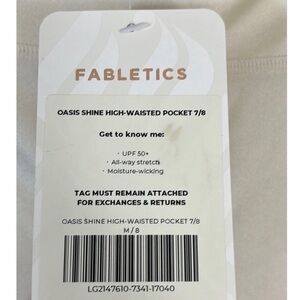 FABLETICS
OASIS SHINE HIGH-WAISTED POCKET 7/8
Get to know me:
· UPF 50+
· All-way stretch
· Moisture-wicking
TAG MUST REMAIN ATTACHED
FOR EXCHANGES & RETURNS
OASIS SHINE HIGH-WAISTED POCKET 7/8
M / 8
LG2147610-7341-17040